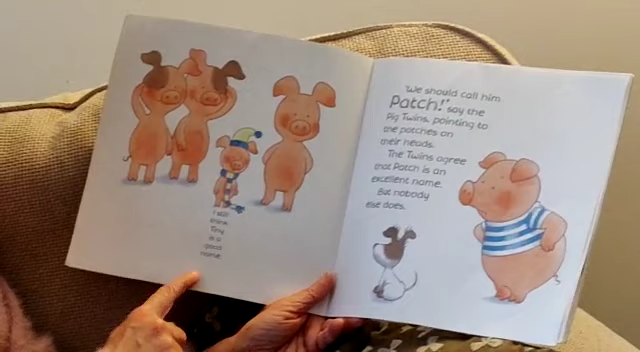 I still
think
Tiny
is a
good
name.
"We should call him
Patch!" say the
Pig Twins, pointing to
the patches on
their heads.
The Twins agree
that Patch is an
excellent name.
But nobody
else does.